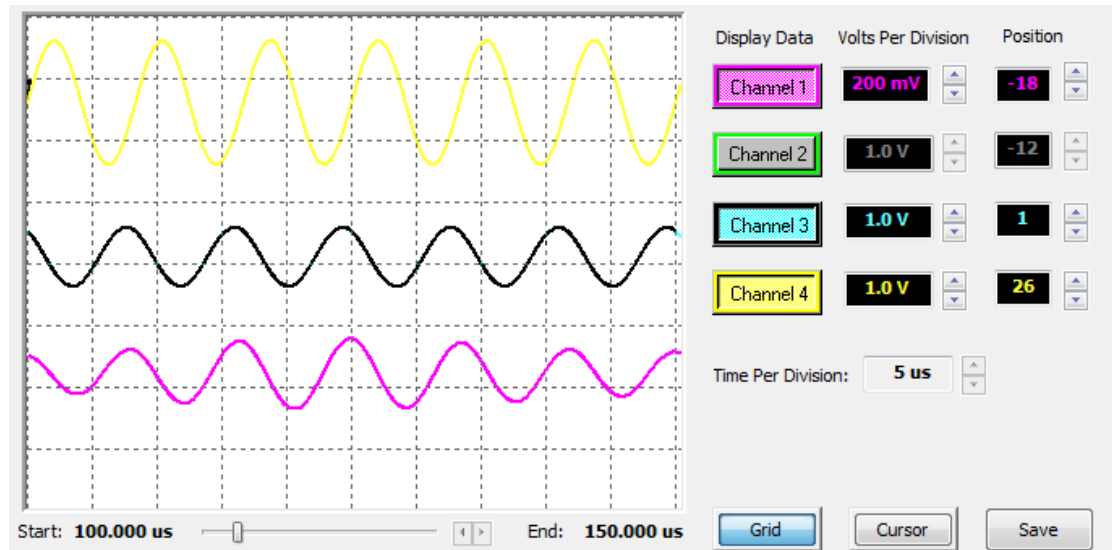 Display Data Volts Per Division Position
Channel 1 200 mV -18
Channel 2 1.0 V -12
Channel 3 1.0 V 1
Channel 4 1.0 V 26
Time Per Division: 5 us
Start: 100.000 us End: 150.000 us Grid Cursor Save